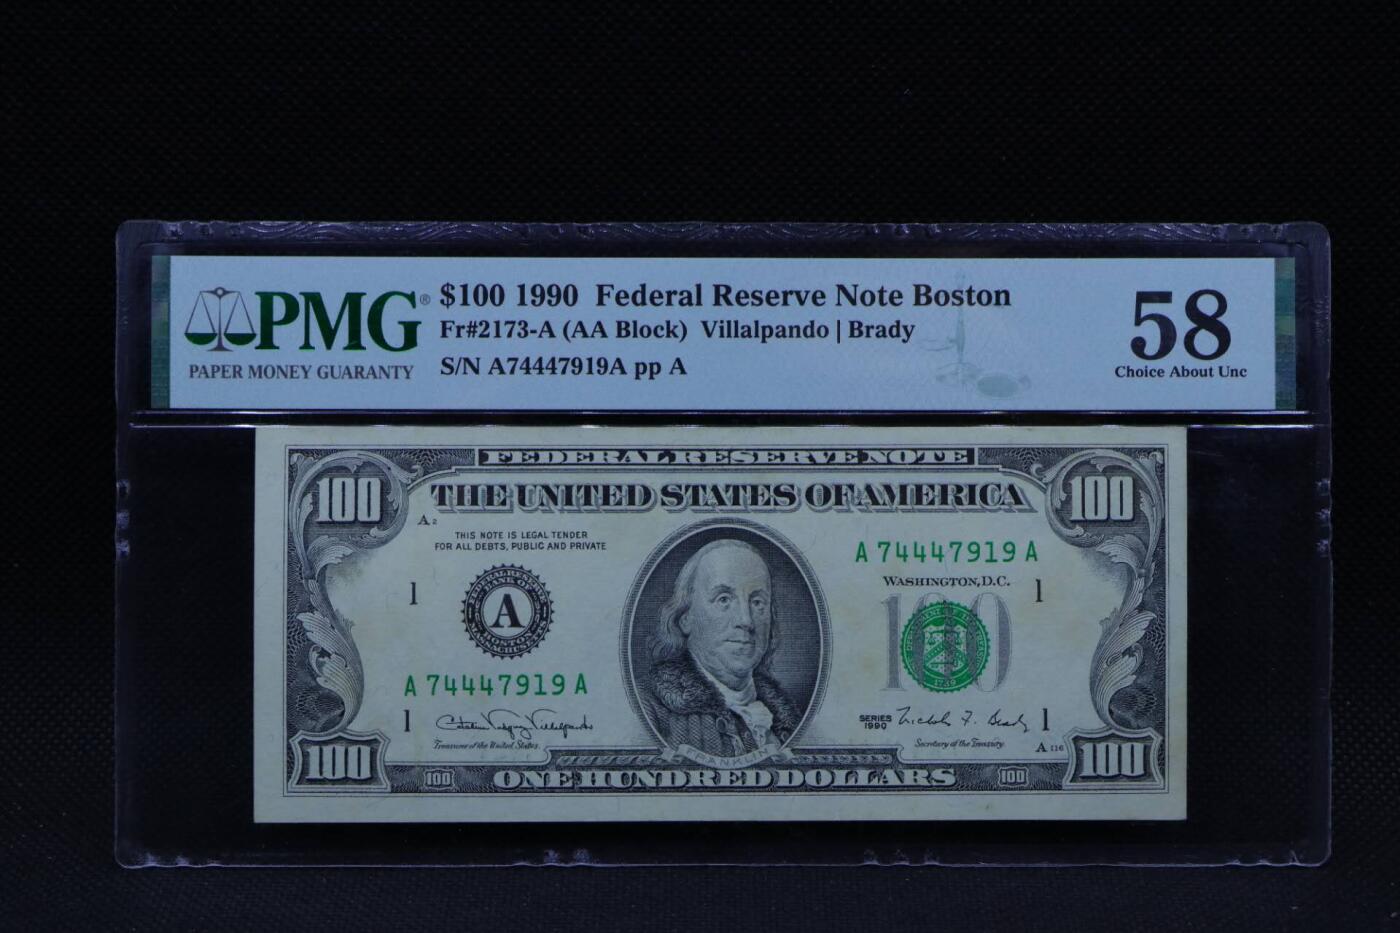 PMG®
PAPER MONEY GUARANTY
$100 1990 Federal Reserve Note Boston
Fr#2173-A (AA Block) Villalpando | Brady
S/N A74447919A pp A
58
Choice About Unc
FEDERAL RESERVE NOTE
100
THE UNITED STATES OF AMERICA
100
A2
THIS NOTE IS LEGAL TENDER
FOR ALL DEBTS, PUBLIC AND PRIVATE
A 74447919 A
WASHINGTON, D.C.
1
1
A
100
1789
A 74447919 A
1
Treasurer of the United States.
SERIES
1990
Secretary of the Treasury.
1
A 116
FRANKLIN
100
100
ONE HUNDRED DOLLARS
100
100